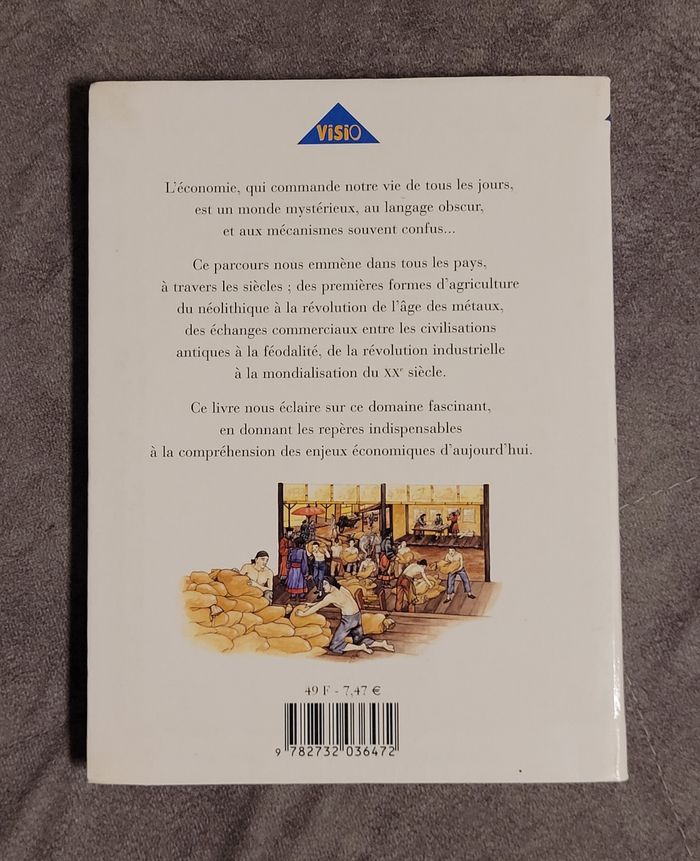 ViSiO
L'économie, qui commande notre vie de tous les jours,
est un monde mystérieux, au langage obscur,
et aux mécanismes souvent confus...
Ce parcours nous emmène dans tous les pays,
à travers les siècles ; des premières formes d'agriculture
du néolithique à la révolution de l'âge des métaux,
des échanges commerciaux entre les civilisations
antiques à la féodalité, de la révolution industrielle
à la mondialisation du XXe siècle.
Ce livre nous éclaire sur ce domaine fascinant,
en donnant les repères indispensables
à la compréhension des enjeux économiques d'aujourd'hui.
49 F - 7,47 €
9 782732 036472